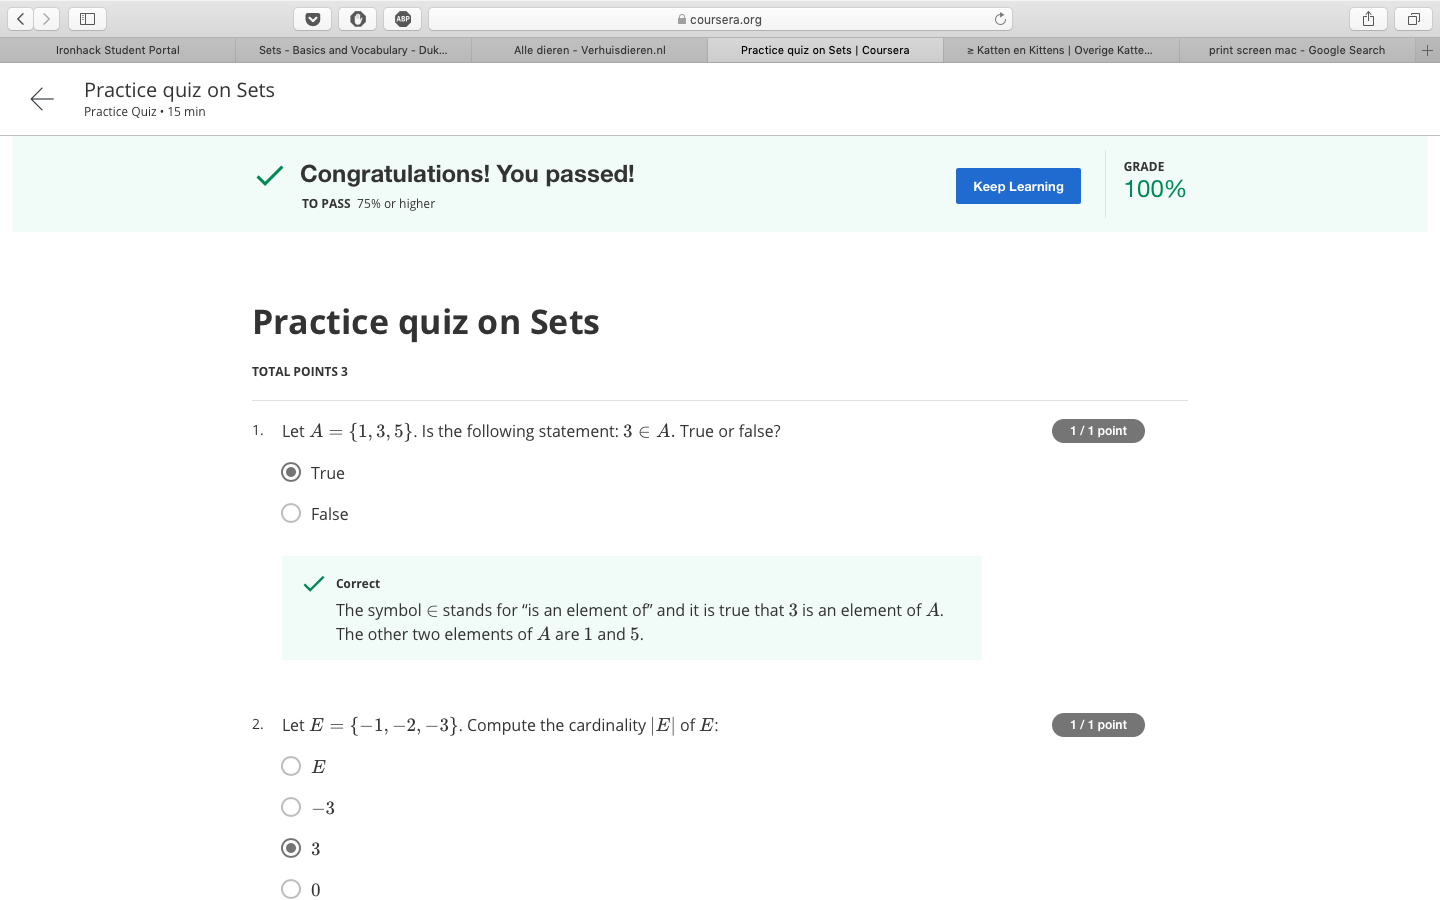 ABP
coursera.org
Ironhack Student Portal
Sets - Basics and Vocabulary - Duk...
Alle dieren - Verhuisdieren.nl
Practice quiz on Sets | Coursera
≥ Katten en Kittens | Overige Katte...
print screen mac - Google Search
Practice quiz on Sets
Practice Quiz • 15 min
Congratulations! You passed!
TO PASS 75% or higher
Keep Learning
GRADE
100%
Practice quiz on Sets
TOTAL POINTS 3
1. Let A = {1, 3, 5}. Is the following statement: 3 ∈ A. True or false?
1 / 1 point
True
False
Correct
The symbol ∈ stands for “is an element of” and it is true that 3 is an element of A.
The other two elements of A are 1 and 5.
2. Let E = {−1, −2, −3}. Compute the cardinality |E| of E:
1 / 1 point
E
−3
3
0